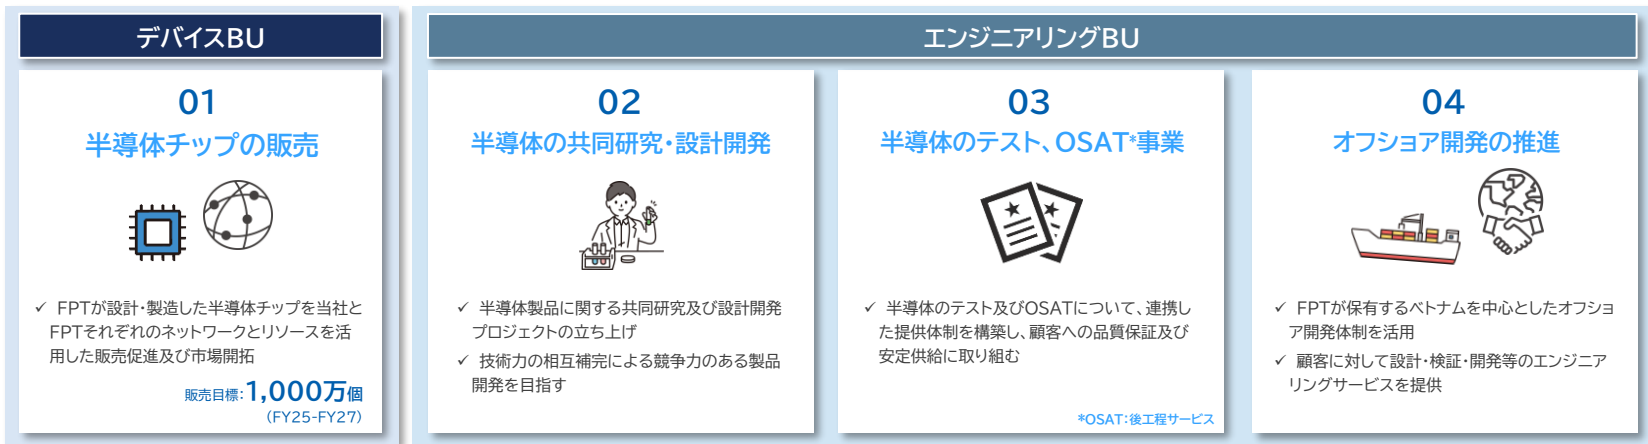 デバイスBU
01
半導体チップの販売
✓ FPTが設計・製造した半導体チップを当社と
FPTそれぞれのネットワークとリソースを活
用した販売促進及び市場開拓
販売目標:1,000万個
(FY25-FY27)
エンジニアリングBU
02
半導体の共同研究・設計開発
✓ 半導体製品に関する共同研究及び設計開発
プロジェクトの立ち上げ
✓ 技術力の相互補完による競争力のある製品
開発を目指す
03
半導体のテスト、OSAT*事業
✓ 半導体のテスト及びOSATについて、連携し
た提供体制を構築し、顧客への品質保証及び
安定供給に取り組む
*OSAT:後工程サービス
04
オフショア開発の推進
✓ FPTが保有するベトナムを中心としたオフショ
ア開発体制を活用
✓ 顧客に対して設計・検証・開発等のエンジニア
リングサービスを提供